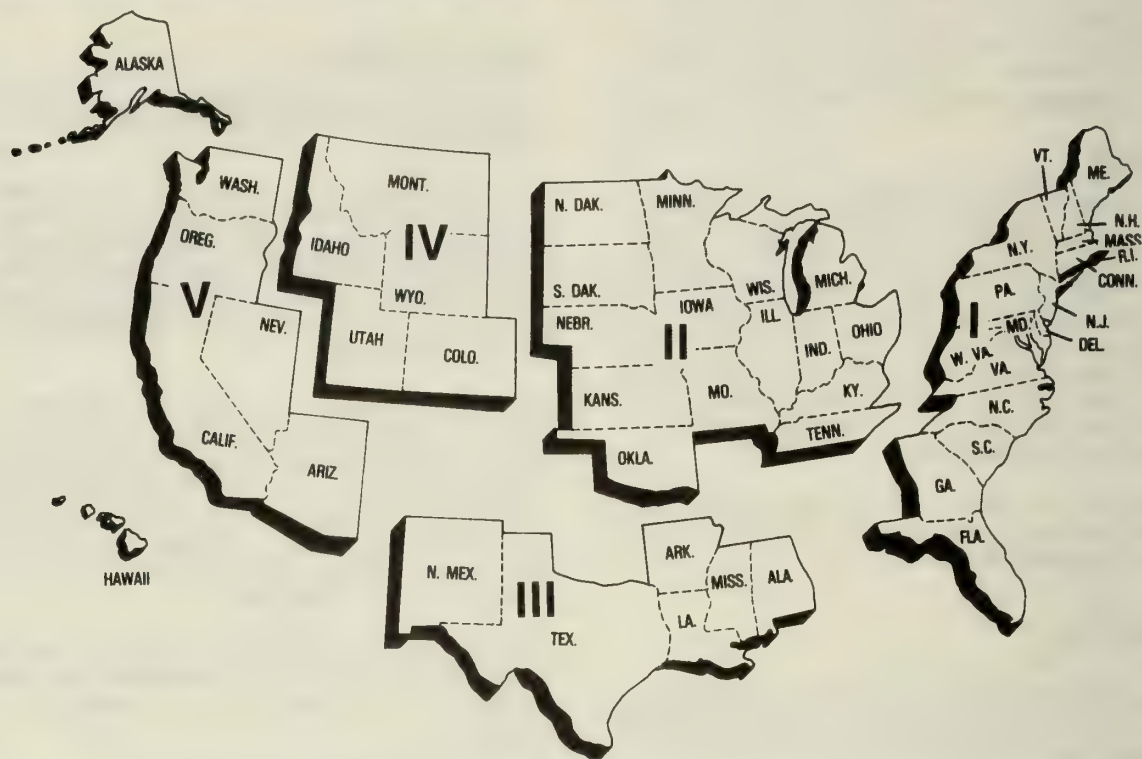 ALASKA
WASH.
OREG.
V
NEV.
CALIF.
ARIZ.
HAWAII
MONT.
IDAHO
IV
WYO.
UTAH
COLO.
N. DAK.
MINN.
S. DAK.
WIS.
MICH.
NEBR.
IOWA
ILL.
II
IND.
OHIO
KANS.
MO.
KY.
OKLA.
TENN.
N. MEX.
III
TEX.
ARK.
MISS.
ALA.
LA.
VT.
ME.
N.H.
MASS.
R.I.
CONN.
N.Y.
PA.
I
N.J.
MD.
DEL.
W. VA.
VA.
N.C.
S.C.
GA.
FLA.